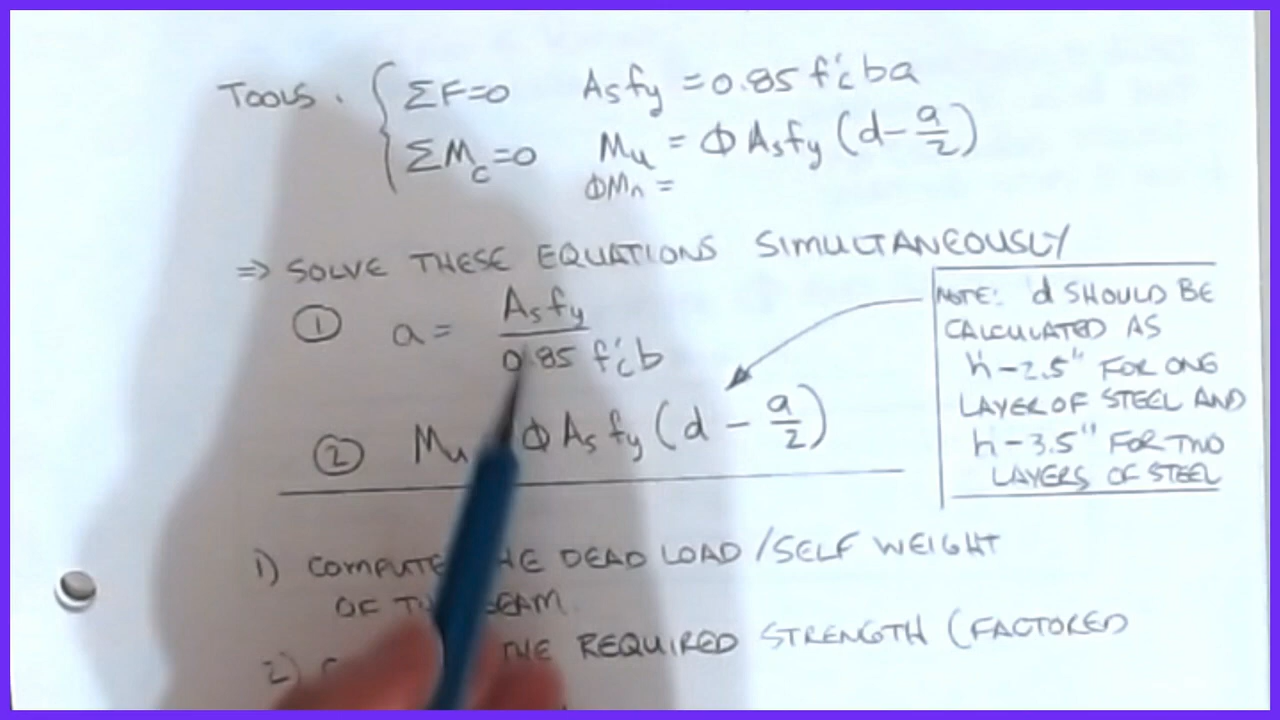 TOOLS. ΣF=0 Asfy = 0.85 f'c ba
ΣMc=0 Mu = Φ Asfy (d - a/2)
ΦMn =
⇒ SOLVE THESE EQUATIONS SIMULTANEOUSLY
① a = Asfy / 0.85 f'c b
② Mu Φ As fy (d - a/2)
NOTE: d SHOULD BE
CALCULATED AS
h-2.5" FOR ONE
LAYER OF STEEL AND
h-3.5" FOR TWO
LAYERS OF STEEL
1) COMPUTE THE DEAD LOAD /SELF WEIGHT
OF BEAM.
2) THE REQUIRED STRENGTH (FACTORED